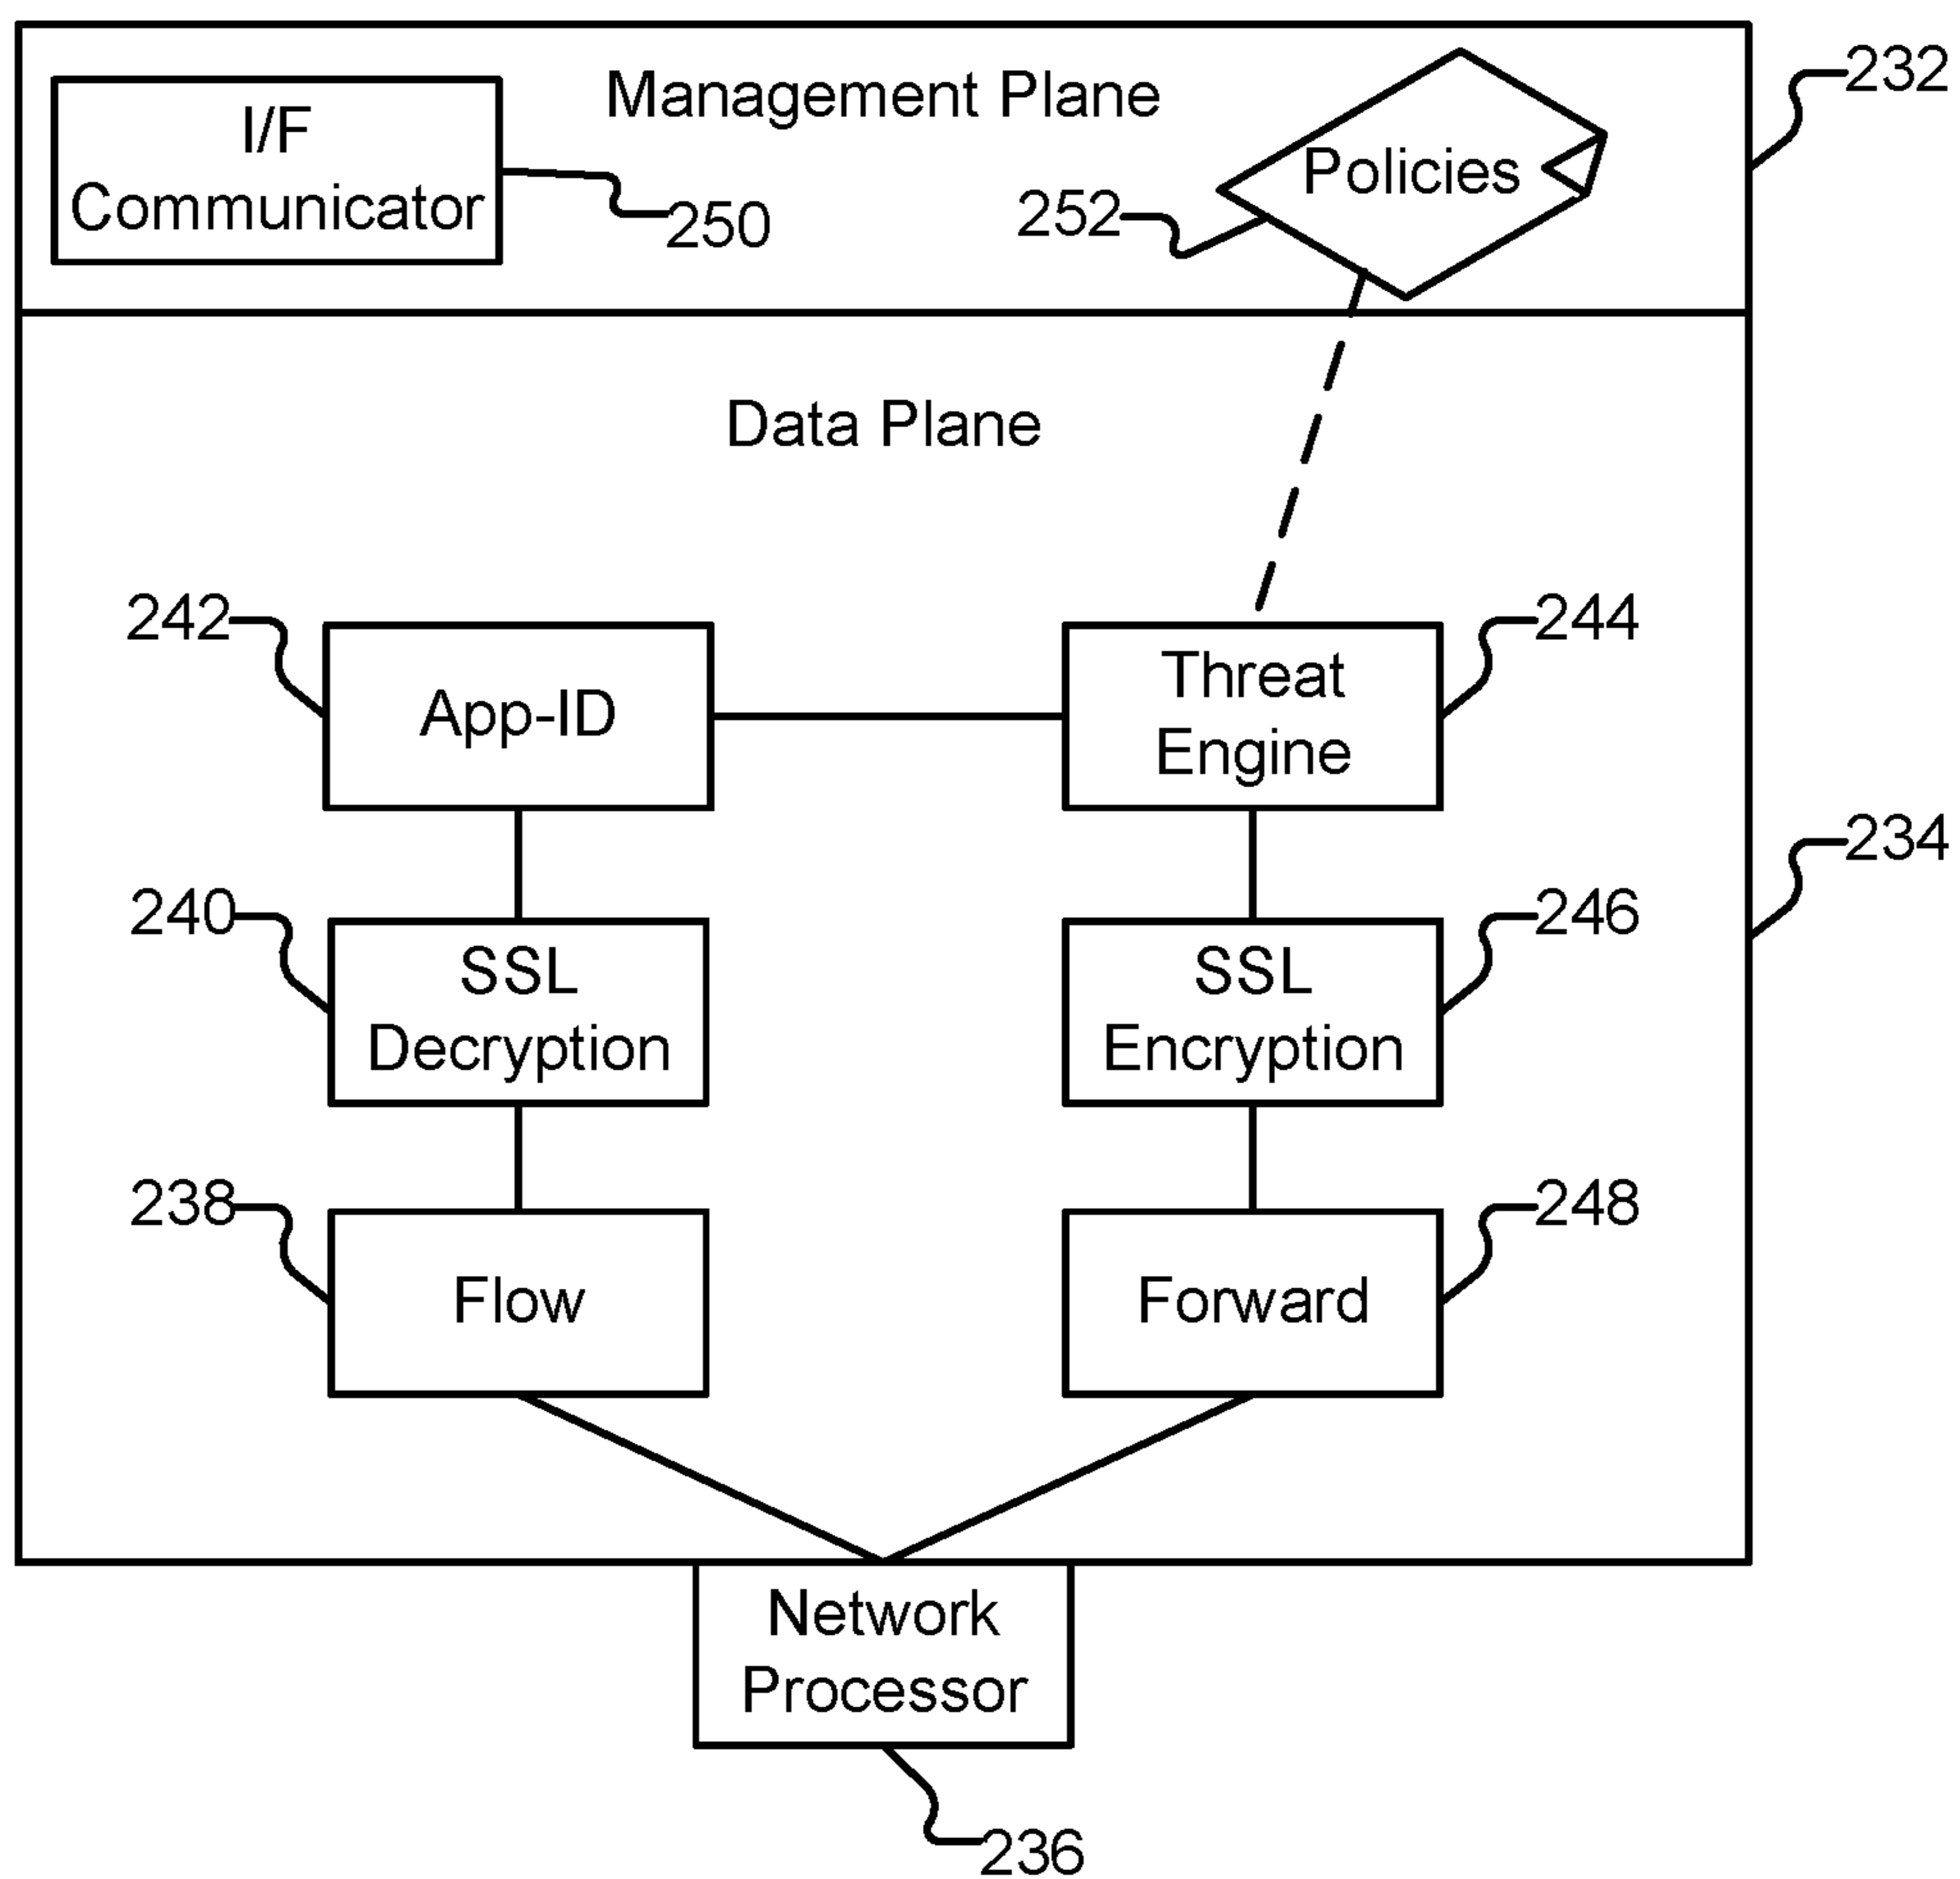 Management Plane
232
I/F
Communicator
250
252
Policies
Data Plane
242
App-ID
Threat
Engine
244
234
240
SSL
Decryption
SSL
Encryption
246
238
Flow
Forward
248
Network
Processor
236